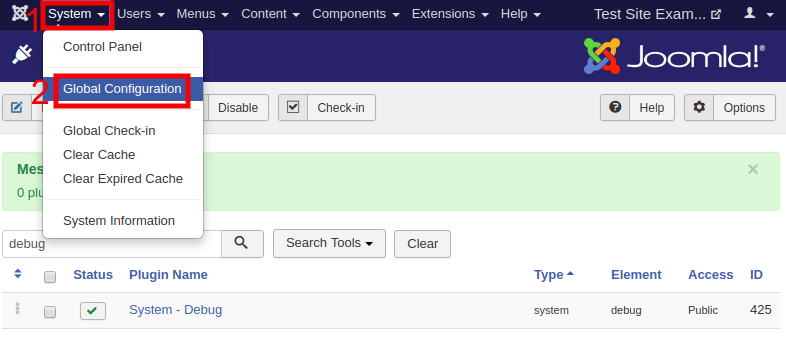 1 System Users Menus Content Components Extensions Help Test Site Exam...
Control Panel
Joomla!®
2 Global Configuration
Disable Check-in Help Options
Global Check-in
Clear Cache
Mes
Clear Expired Cache
0 plu
System Information
debug Search Tools Clear
Status Plugin Name Type Element Access ID
System - Debug system debug Public 425